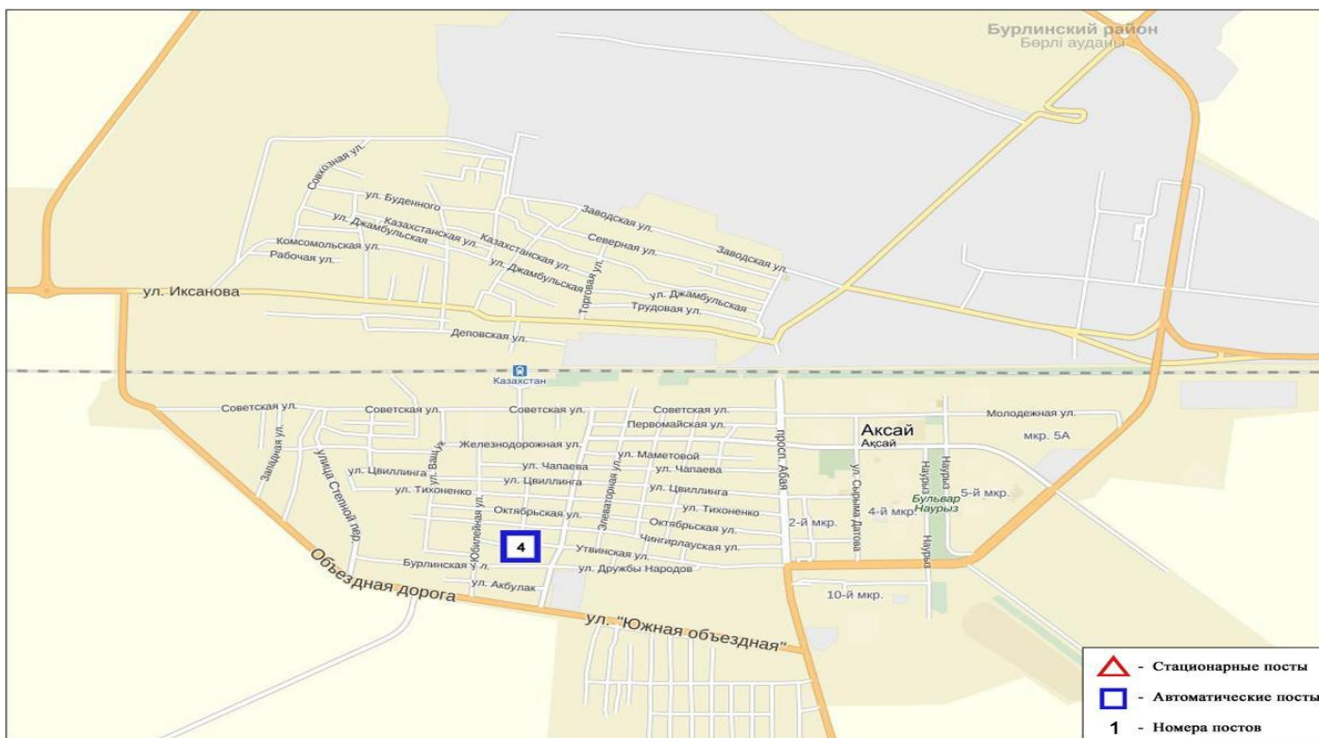 Бурлинский район
Бөрлі ауданы
Совхозная ул.
ул. Буденного
Заводская ул.
ул. Джамбульская
Казахстанская ул.
Казахстанская ул.
Северная ул.
Заводская ул.
Комсомольская ул.
Рабочая ул.
ул. Джамбульская
Торговая ул.
ул. Джамбульская
Трудовая ул.
ул. Иксанова
Деповская ул.
Казахстан
Советская ул.
Советская ул.
Советская ул.
Советская ул.
Молодежная ул.
Первомайская ул.
просп. Абая
Аксай
Ақсай
мкр. 5А
Западная ул.
улица Степной пер.
Железнодорожная ул.
ул. Маметовой
ул. Цвиллинга
ул. Чапаева
ул. Чапаева
Элеваторная ул.
ул. Сырыма Датова
Наурыз
Наурыз
ул. Тихоненко
ул. Цвиллинга
ул. Цвиллинга
5-й мкр.
Бульвар
Наурыз
Юбилейная ул.
Октябрьская ул.
ул. Тихоненко
4-й мкр.
2-й мкр.
Октябрьская ул.
Чингирлауская ул.
Наурыз
4
Утвинская ул.
Бурлинская ул.
ул. Дружбы Народов
ул. Акбулак
10-й мкр.
Объездная дорога
ул. "Южная объездная"
- Стационарные посты
- Автоматические посты
1 - Номера постов